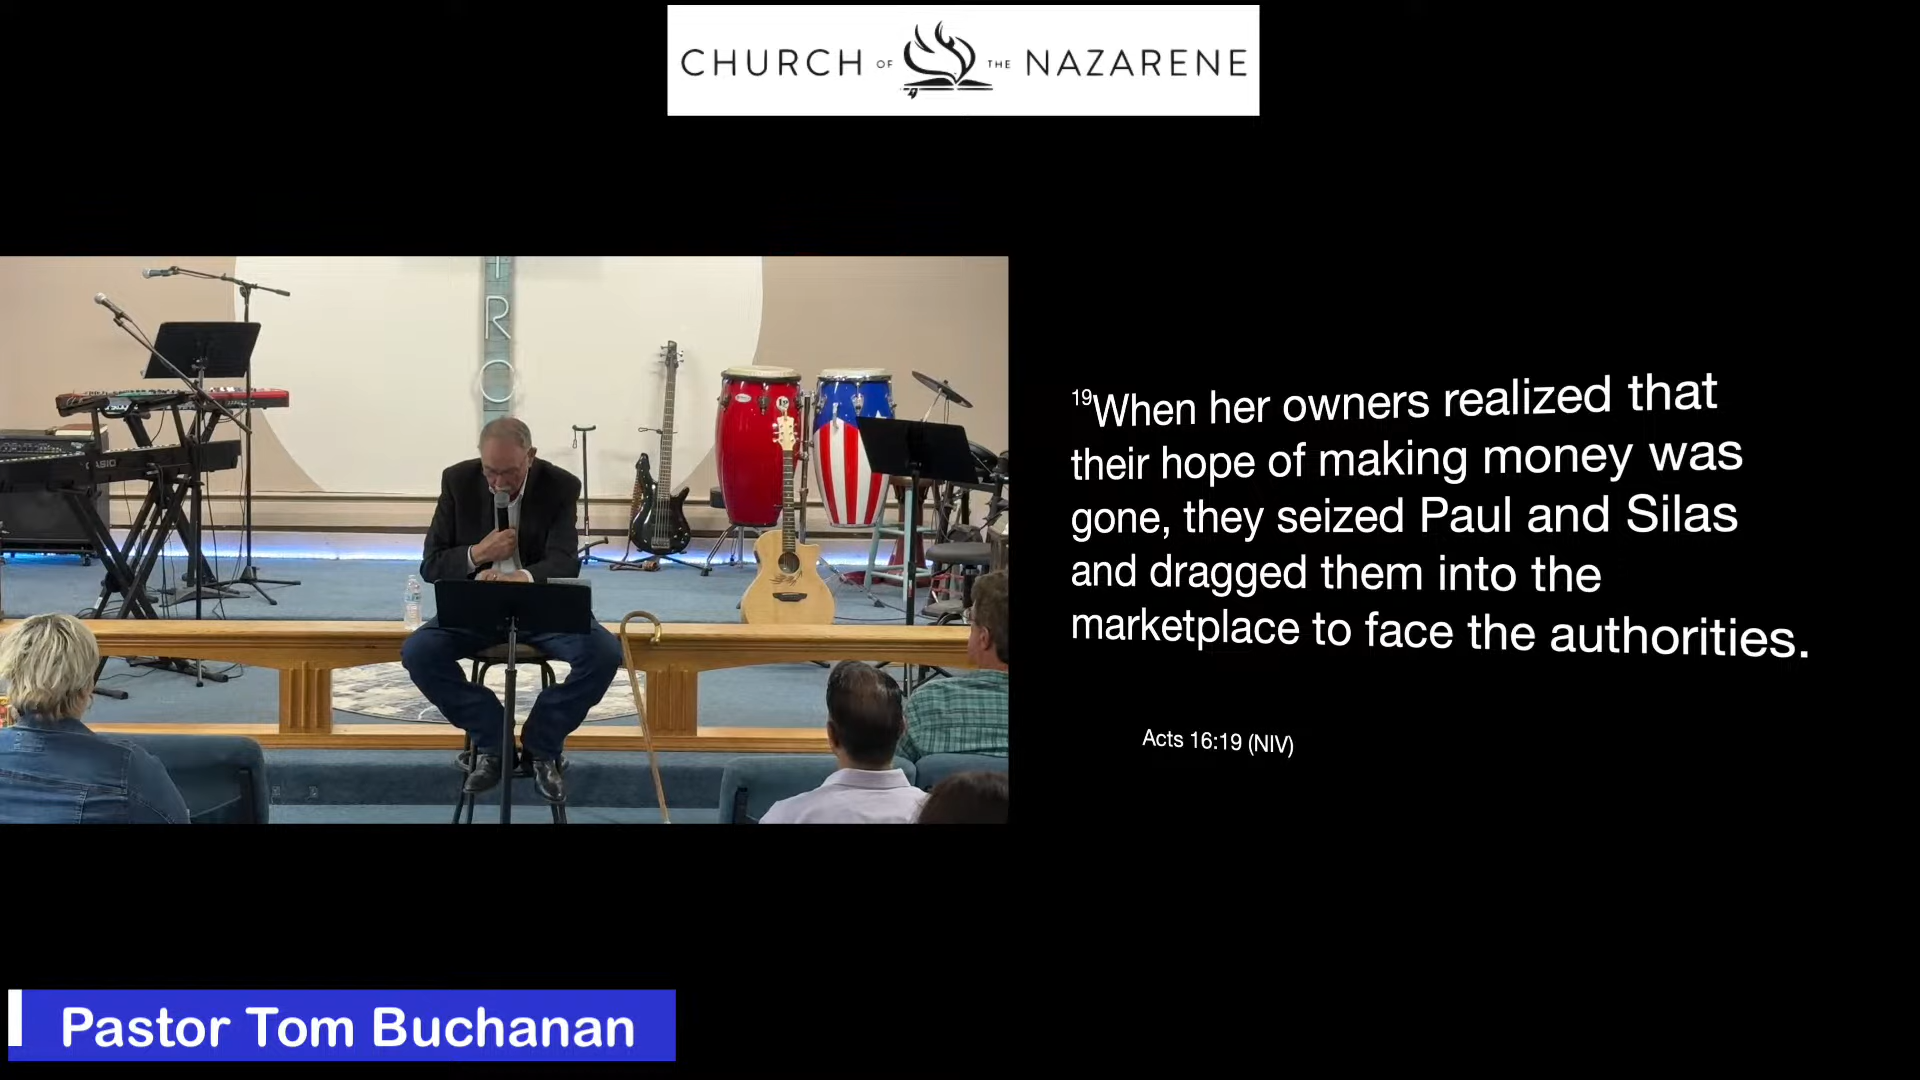 CHURCH OF THE NAZARENE
TRO
CASIO
¹⁹When her owners realized that
their hope of making money was
gone, they seized Paul and Silas
and dragged them into the
marketplace to face the authorities.
Acts 16:19 (NIV)
Pastor Tom Buchanan